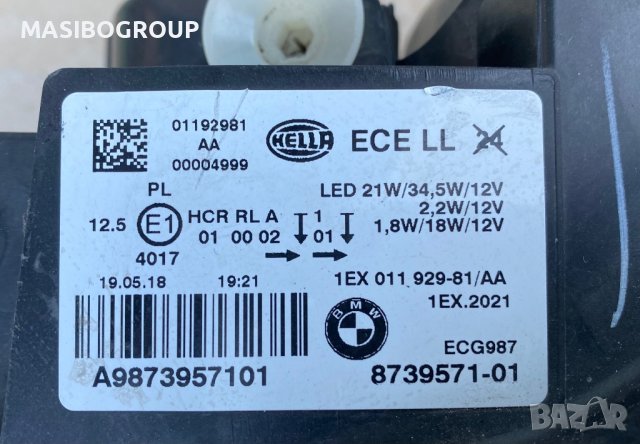 MASIBOGROUP
01192981
AA
00004999
HELLA
ECE LL 24
PL
LED 21W/34,5W/12V
2,2W/12V
1,8W/18W/12V
12.5 E1 HCR RL A 1
01 00 02 01
4017
19.05.18 19:21
1EX 011 929-81/AA
1EX.2021
BMW
ECG987
A9873957101
8739571-01
BAZAR